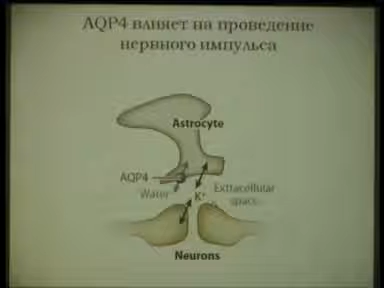 AQP4 влияет на проведение
нервного импульса
Astrocyte
AQP4
Water
K⁺
Extracellular
space
Neurons